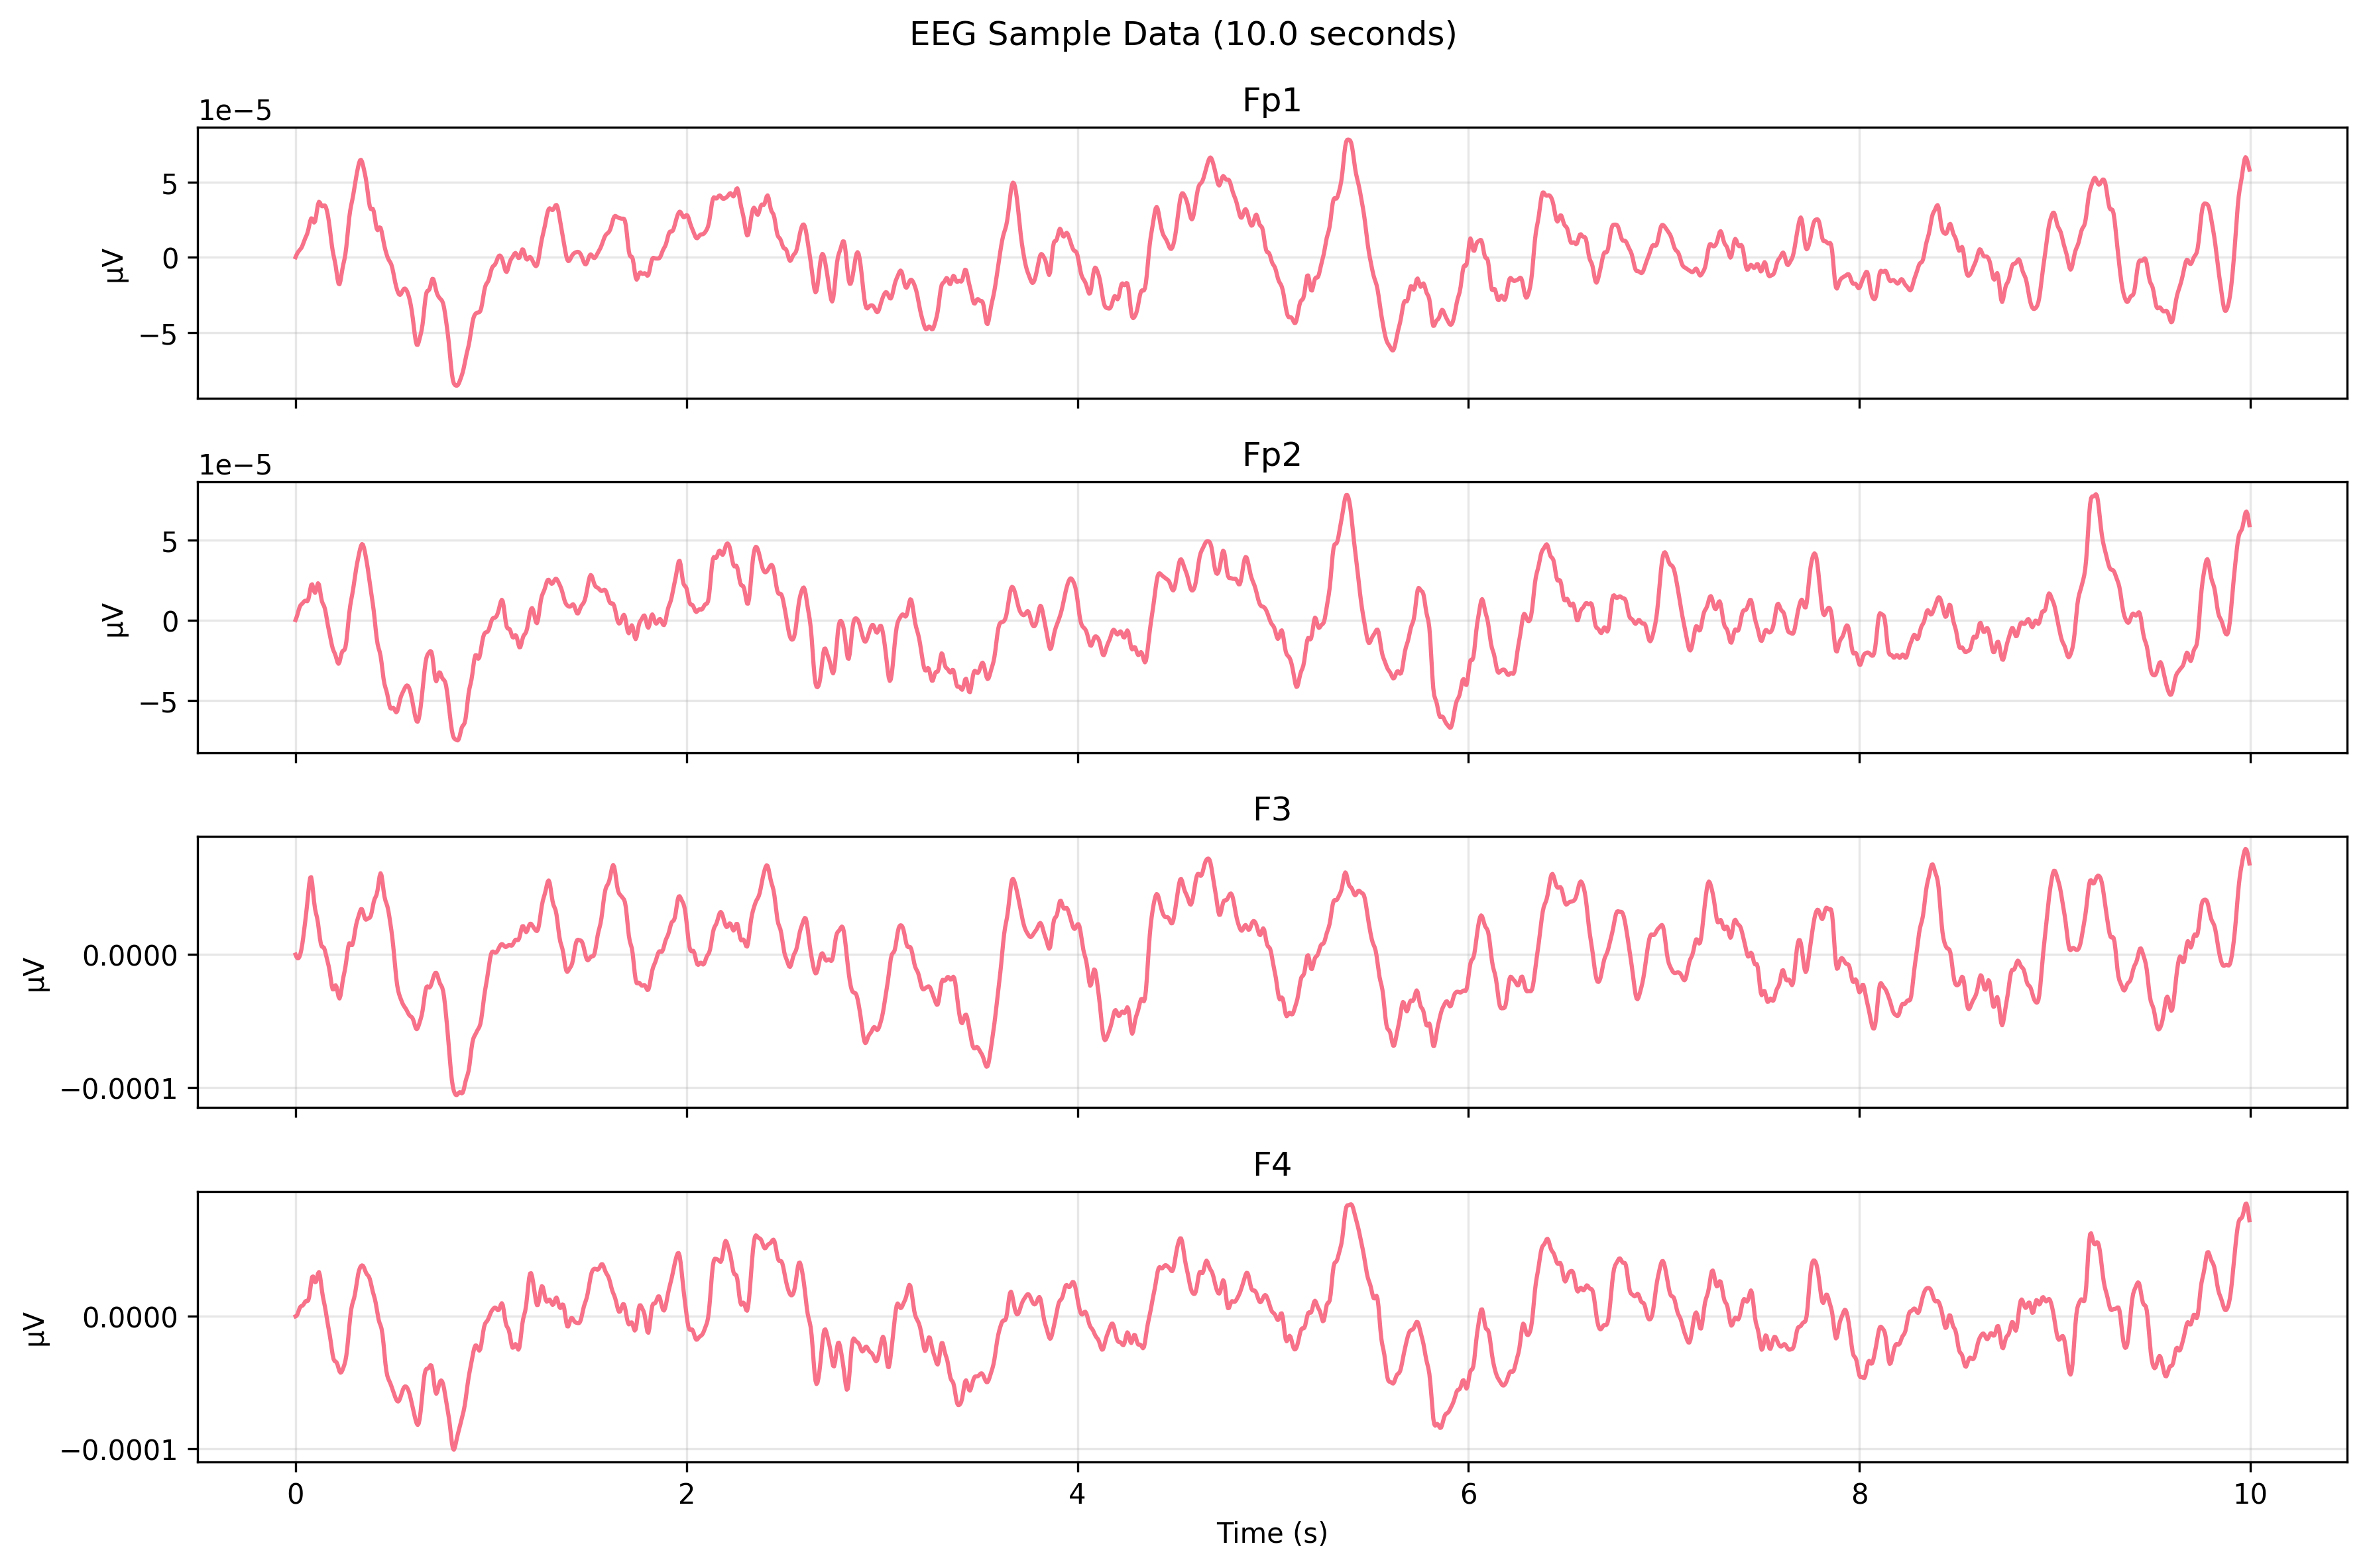 EEG Sample Data (10.0 seconds)
Fp1
1e−5
5
0
−5
µV
Fp2
1e−5
5
0
−5
µV
F3
0.0000
−0.0001
µV
F4
0.0000
−0.0001
µV
0 2 4 6 8 10
Time (s)